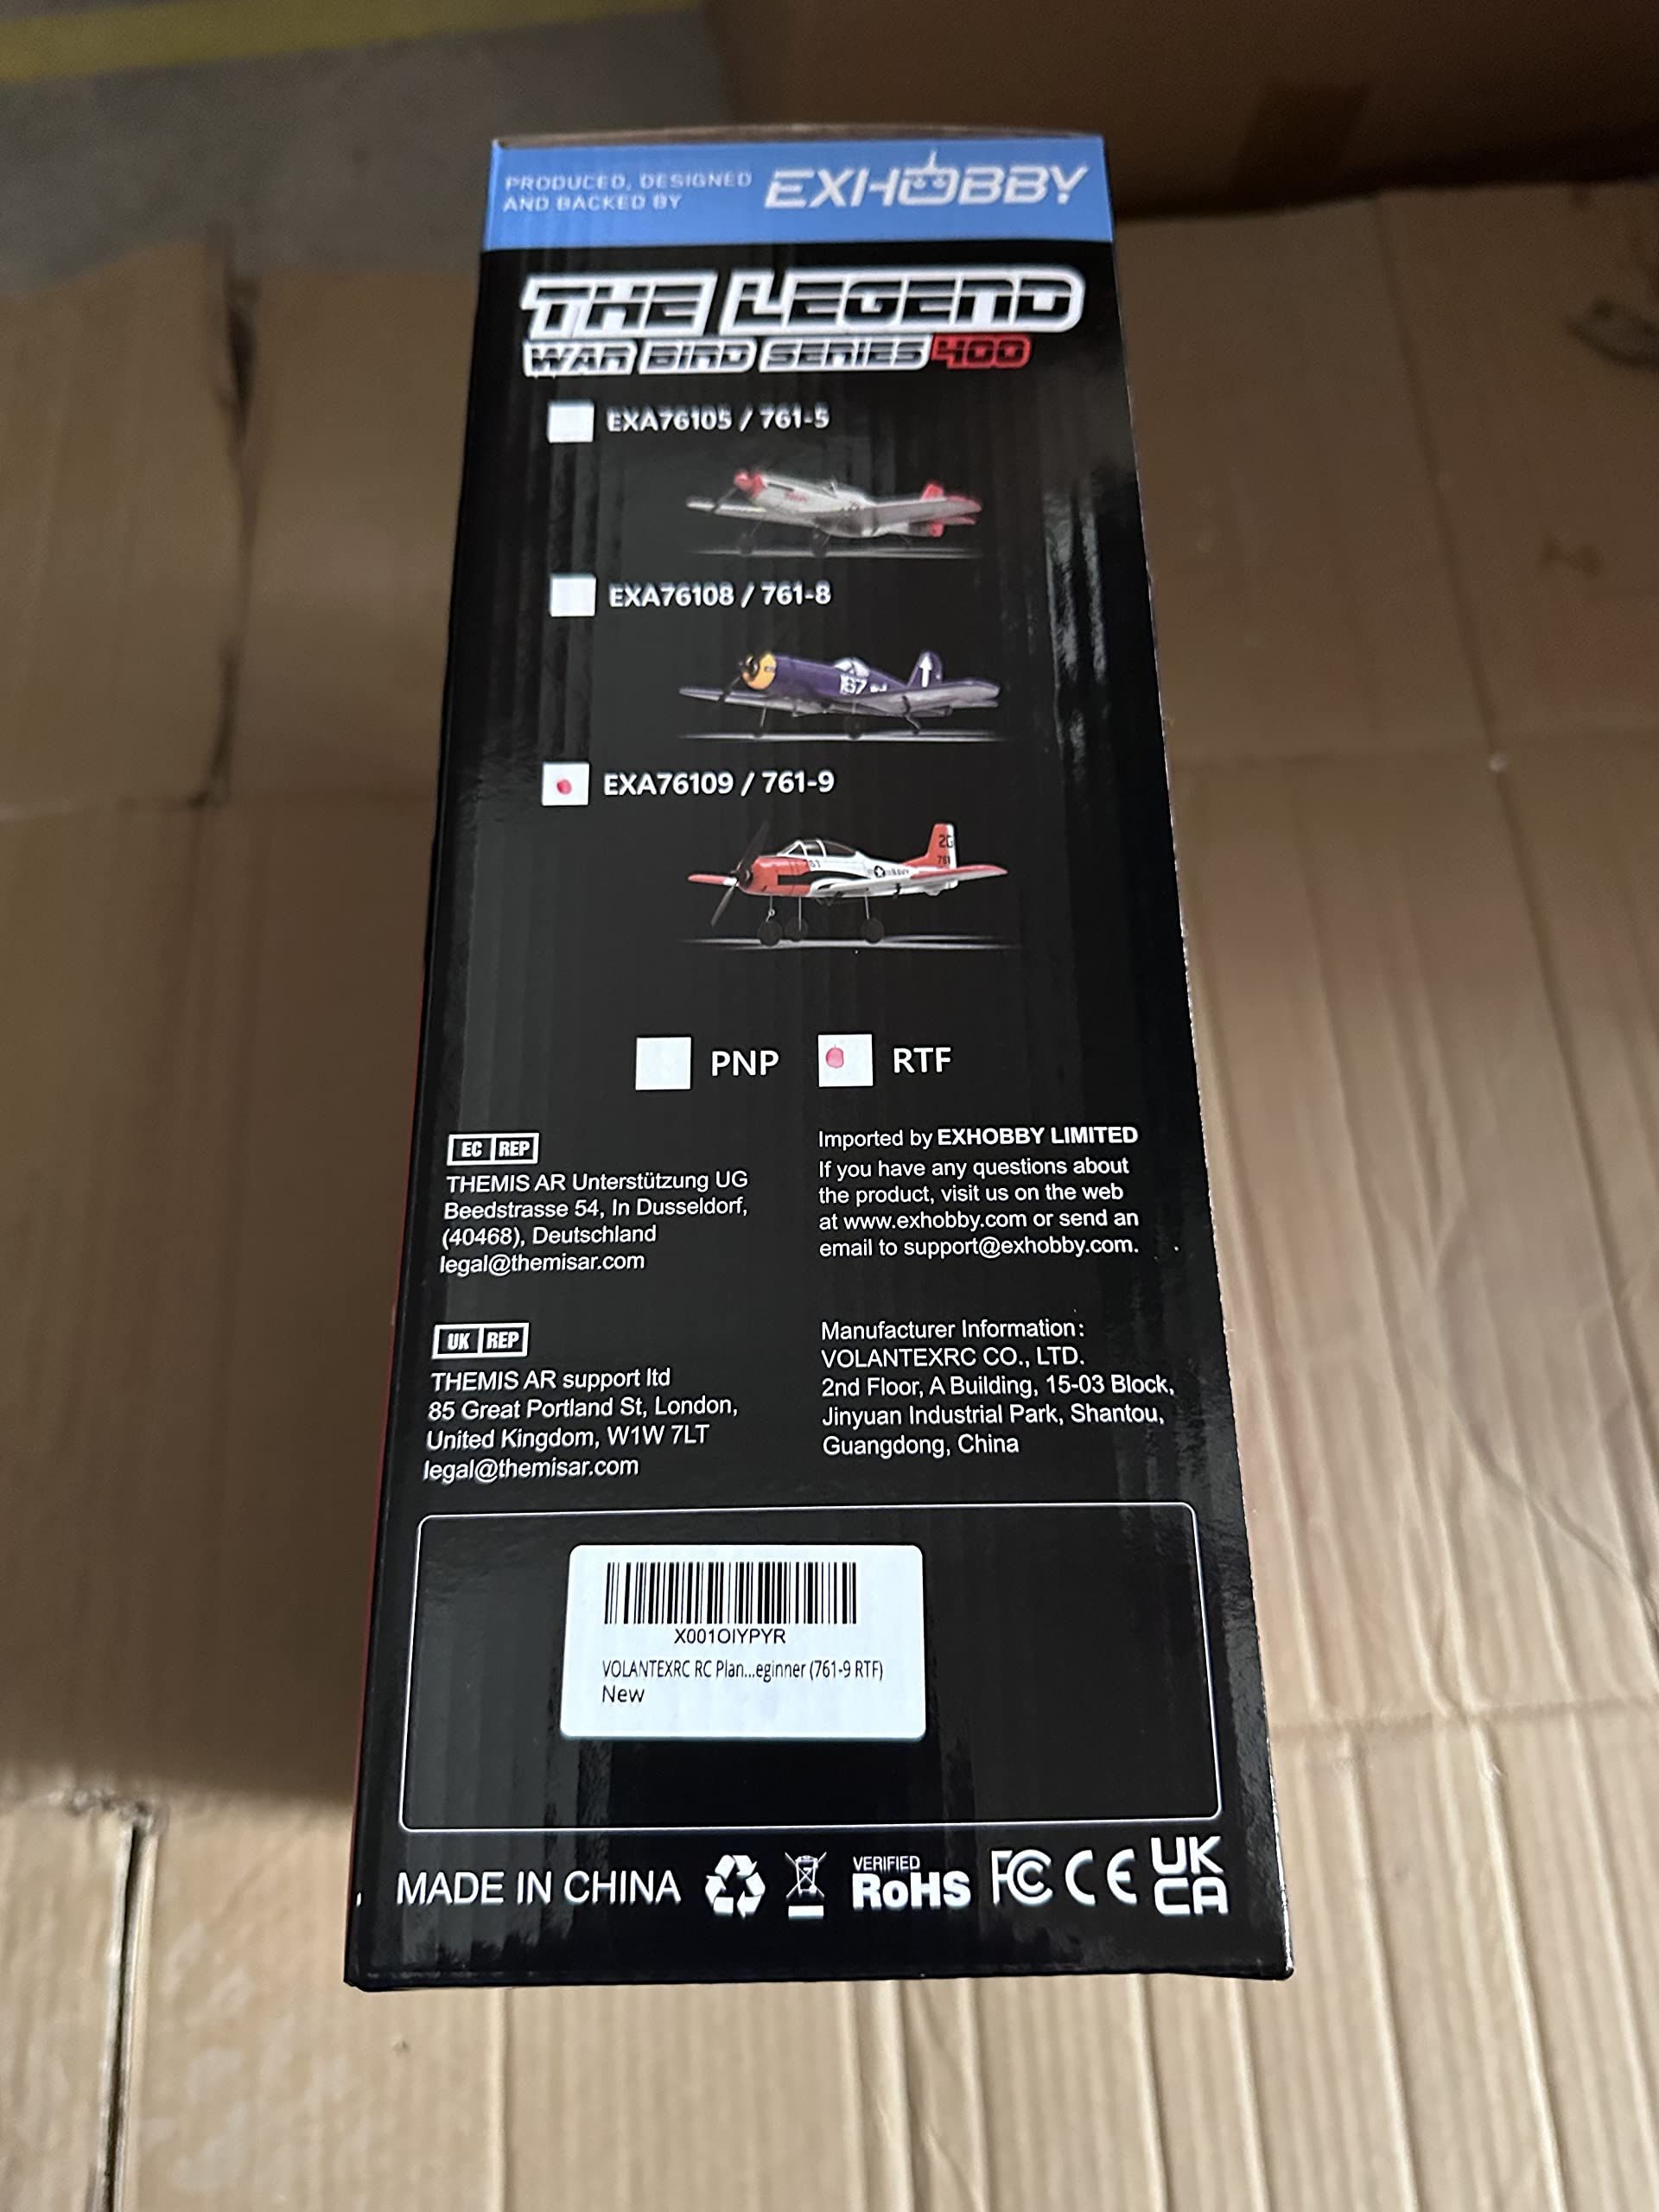 PRODUCED, DESIGNED
AND BACKED BY
EXHOBBY
THE LEGEND
WAR BIRD SERIES 400
EXA76105 / 761-5
EXA76108 / 761-8
167
EXA76109 / 761-9
2G
761
NAVY
PNP
RTF
EC REP
THEMIS AR Unterstützung UG
Beedstrasse 54, In Dusseldorf,
(40468), Deutschland
legal@themisar.com
Imported by EXHOBBY LIMITED
If you have any questions about
the product, visit us on the web
at www.exhobby.com or send an
email to support@exhobby.com.
UK REP
THEMIS AR support ltd
85 Great Portland St, London,
United Kingdom, W1W 7LT
legal@themisar.com
Manufacturer Information:
VOLANTEXRC CO., LTD.
2nd Floor, A Building, 15-03 Block,
Jinyuan Industrial Park, Shantou,
Guangdong, China
X001OIYPYR
VOLANTEXRC RC Plan...eginner (761-9 RTF)
New
MADE IN CHINA
VERIFIED
RoHS
FC CE
UK
CA